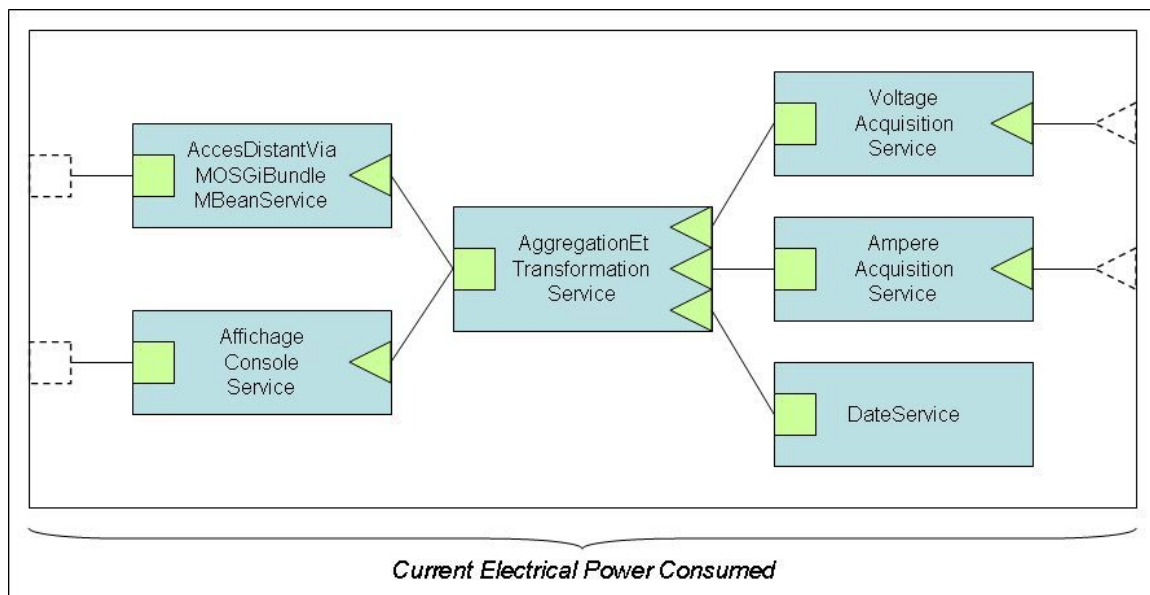 AccesDistantVia
MOSGiBundle
MBeanService
Affichage
Console
Service
AggregationEt
Transformation
Service
Voltage
Acquisition
Service
Ampere
Acquisition
Service
DateService
Current Electrical Power Consumed